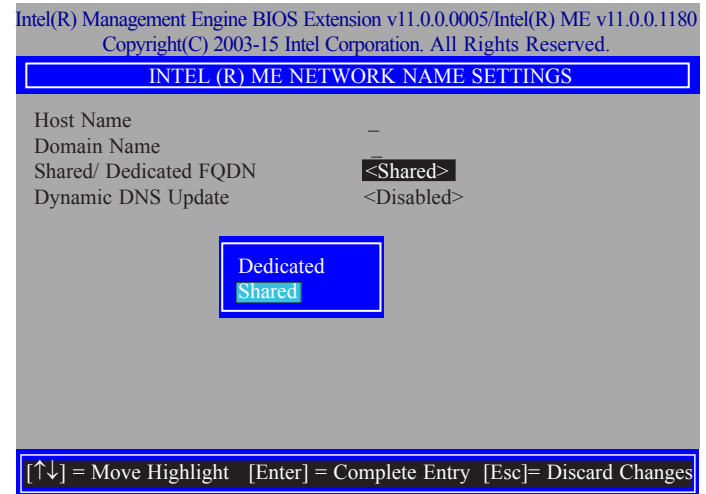 Intel(R) Management Engine BIOS Extension v11.0.0.0005/Intel(R) ME v11.0.0.1180
Copyright(C) 2003-15 Intel Corporation. All Rights Reserved.
INTEL (R) ME NETWORK NAME SETTINGS
Host Name _
Domain Name _
Shared/ Dedicated FQDN <Shared>
Dynamic DNS Update <Disabled>
Dedicated
Shared
[↑↓] = Move Highlight [Enter] = Complete Entry [Esc]= Discard Changes